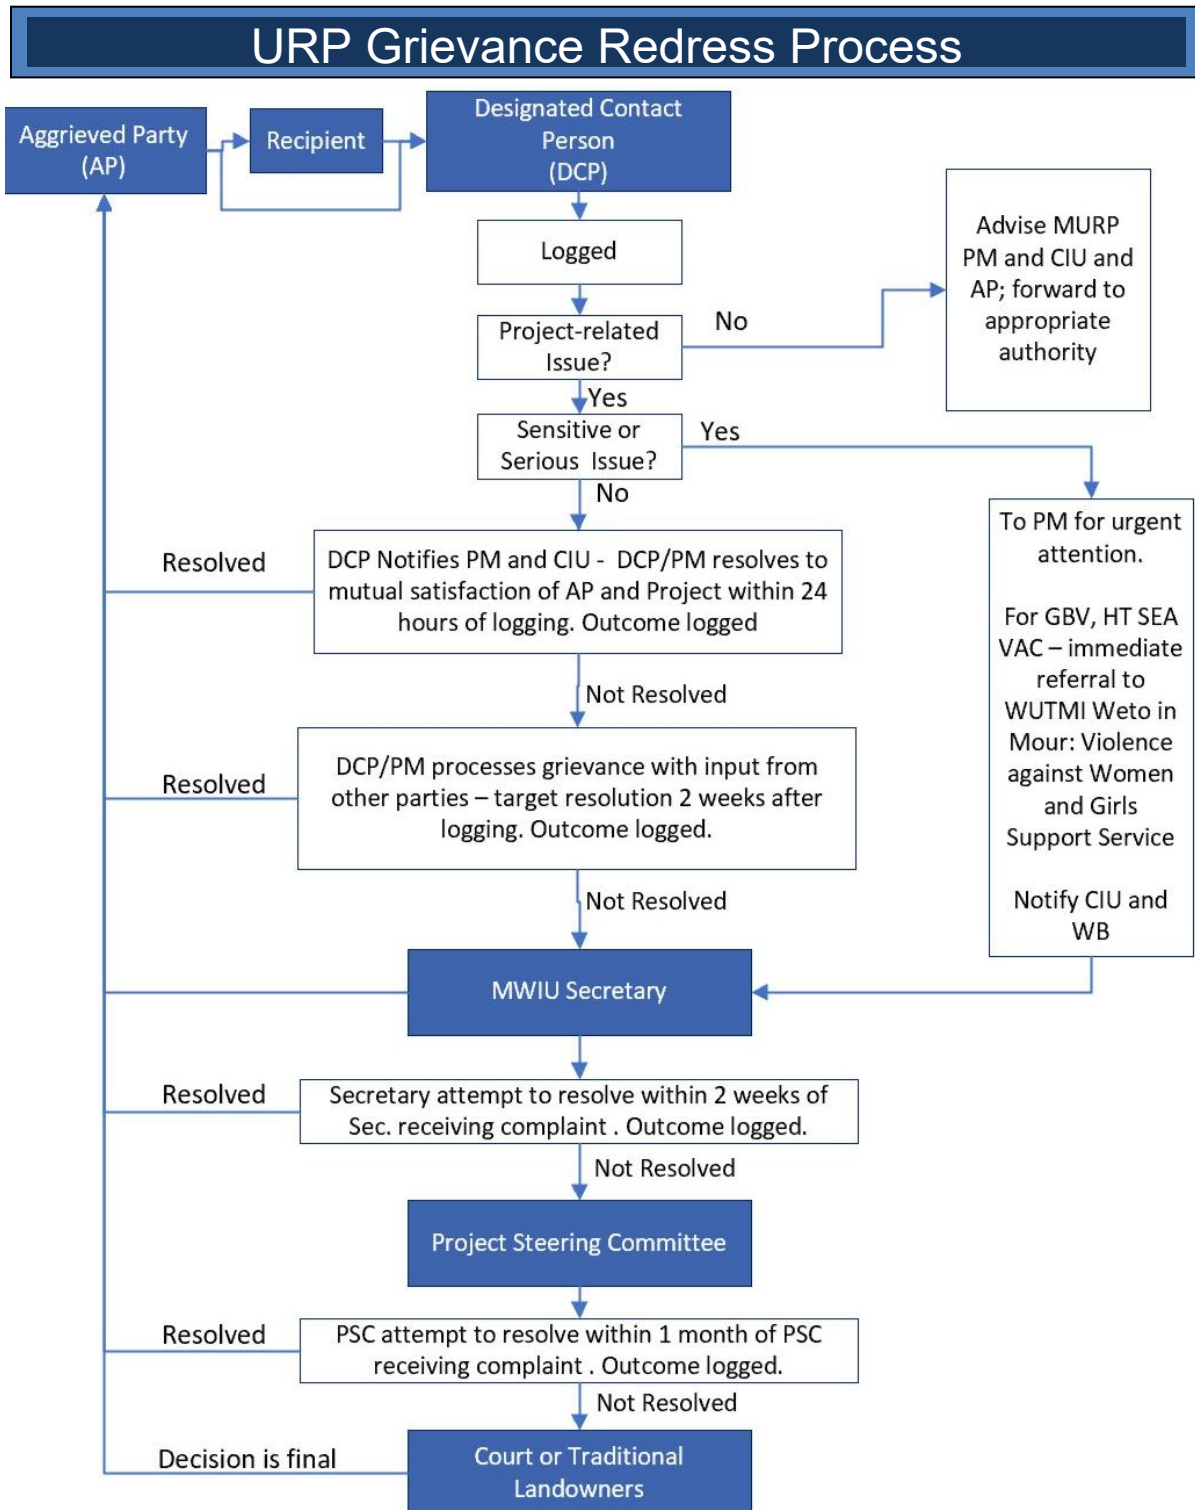 URP Grievance Redress Process
Aggrieved Party
(AP)
Recipient
Designated Contact
Person
(DCP)
Logged
Advise MURP
PM and CIU and
AP; forward to
appropriate
authority
Project-related
Issue?
No
Yes
Sensitive or
Serious  Issue?
Yes
No
To PM for urgent
attention.
For GBV, HT SEA
VAC – immediate
referral to
WUTMI Weto in
Mour: Violence
against Women
and Girls
Support Service
Notify CIU and
WB
Resolved
DCP Notifies PM and CIU -  DCP/PM resolves to
mutual satisfaction of AP and Project within 24
hours of logging. Outcome logged
Not Resolved
Resolved
DCP/PM processes grievance with input from
other parties – target resolution 2 weeks after
logging. Outcome logged.
Not Resolved
MWIU Secretary
Resolved
Secretary attempt to resolve within 2 weeks of
Sec. receiving complaint . Outcome logged.
Not Resolved
Project Steering Committee
Resolved
PSC attempt to resolve within 1 month of PSC
receiving complaint . Outcome logged.
Not Resolved
Decision is final
Court or Traditional
Landowners